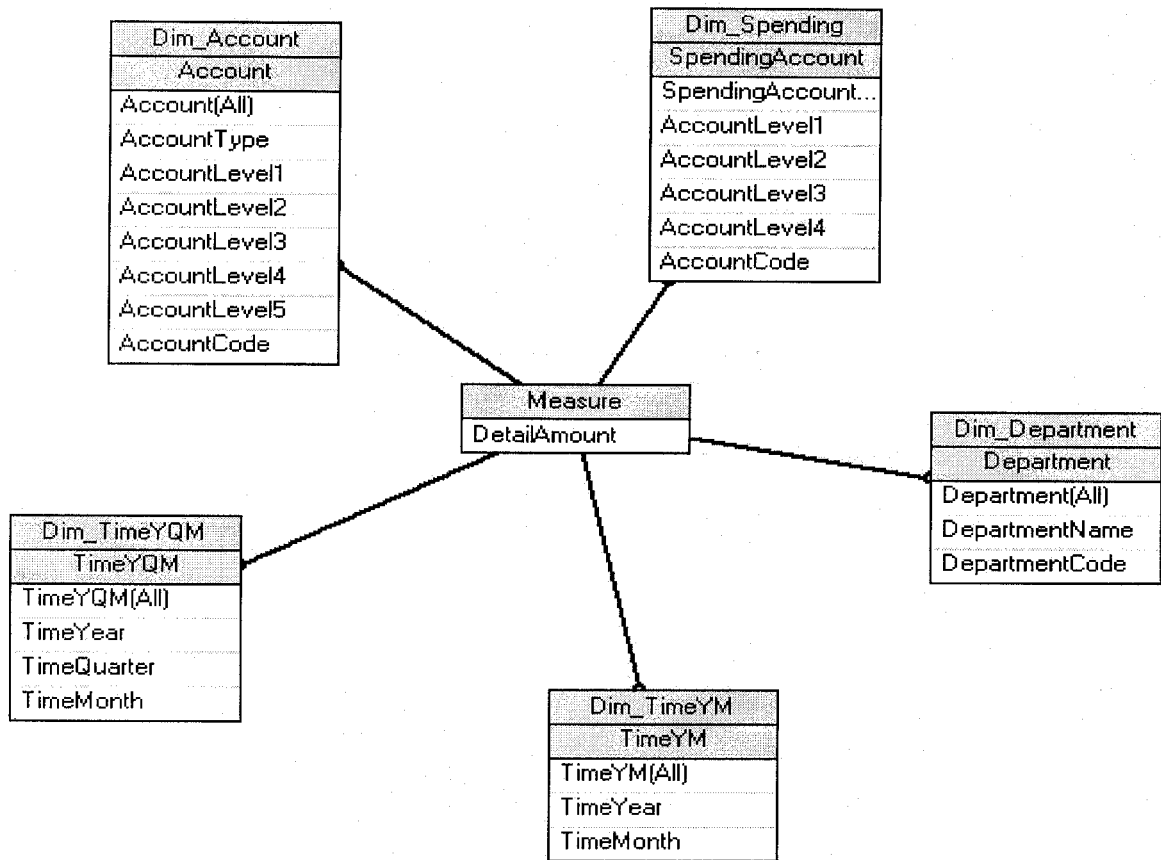 Dim_Account
Account
Account(All)
AccountType
AccountLevel1
AccountLevel2
AccountLevel3
AccountLevel4
AccountLevel5
AccountCode
Dim_Spending
SpendingAccount
SpendingAccount...
AccountLevel1
AccountLevel2
AccountLevel3
AccountLevel4
AccountCode
Measure
DetailAmount
Dim_Department
Department
Department(All)
DepartmentName
DepartmentCode
Dim_TimeYQM
TimeYQM
TimeYQM(All)
TimeYear
TimeQuarter
TimeMonth
Dim_TimeYM
TimeYM
TimeYM(All)
TimeYear
TimeMonth